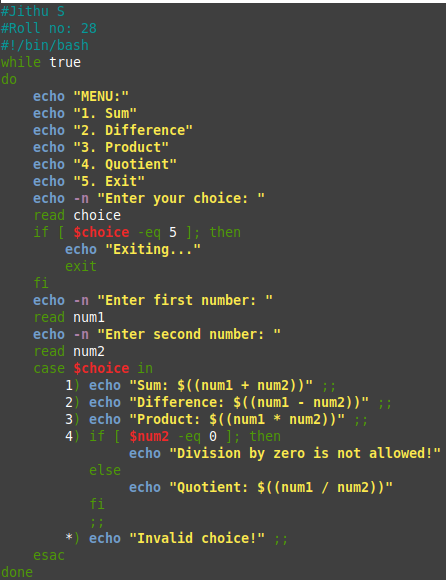 #Jithu S
#Roll no: 28
#!/bin/bash
while true
do
    echo "MENU:"
    echo "1. Sum"
    echo "2. Difference"
    echo "3. Product"
    echo "4. Quotient"
    echo "5. Exit"
    echo -n "Enter your choice: "
    read choice
    if [ $choice -eq 5 ]; then
        echo "Exiting..."
        exit
    fi
    echo -n "Enter first number: "
    read num1
    echo -n "Enter second number: "
    read num2
    case $choice in
        1) echo "Sum: $((num1 + num2))" ;;
        2) echo "Difference: $((num1 - num2))" ;;
        3) echo "Product: $((num1 * num2))" ;;
        4) if [ $num2 -eq 0 ]; then
                echo "Division by zero is not allowed!"
           else
                echo "Quotient: $((num1 / num2))"
           fi
           ;;
        *) echo "Invalid choice!" ;;
    esac
done